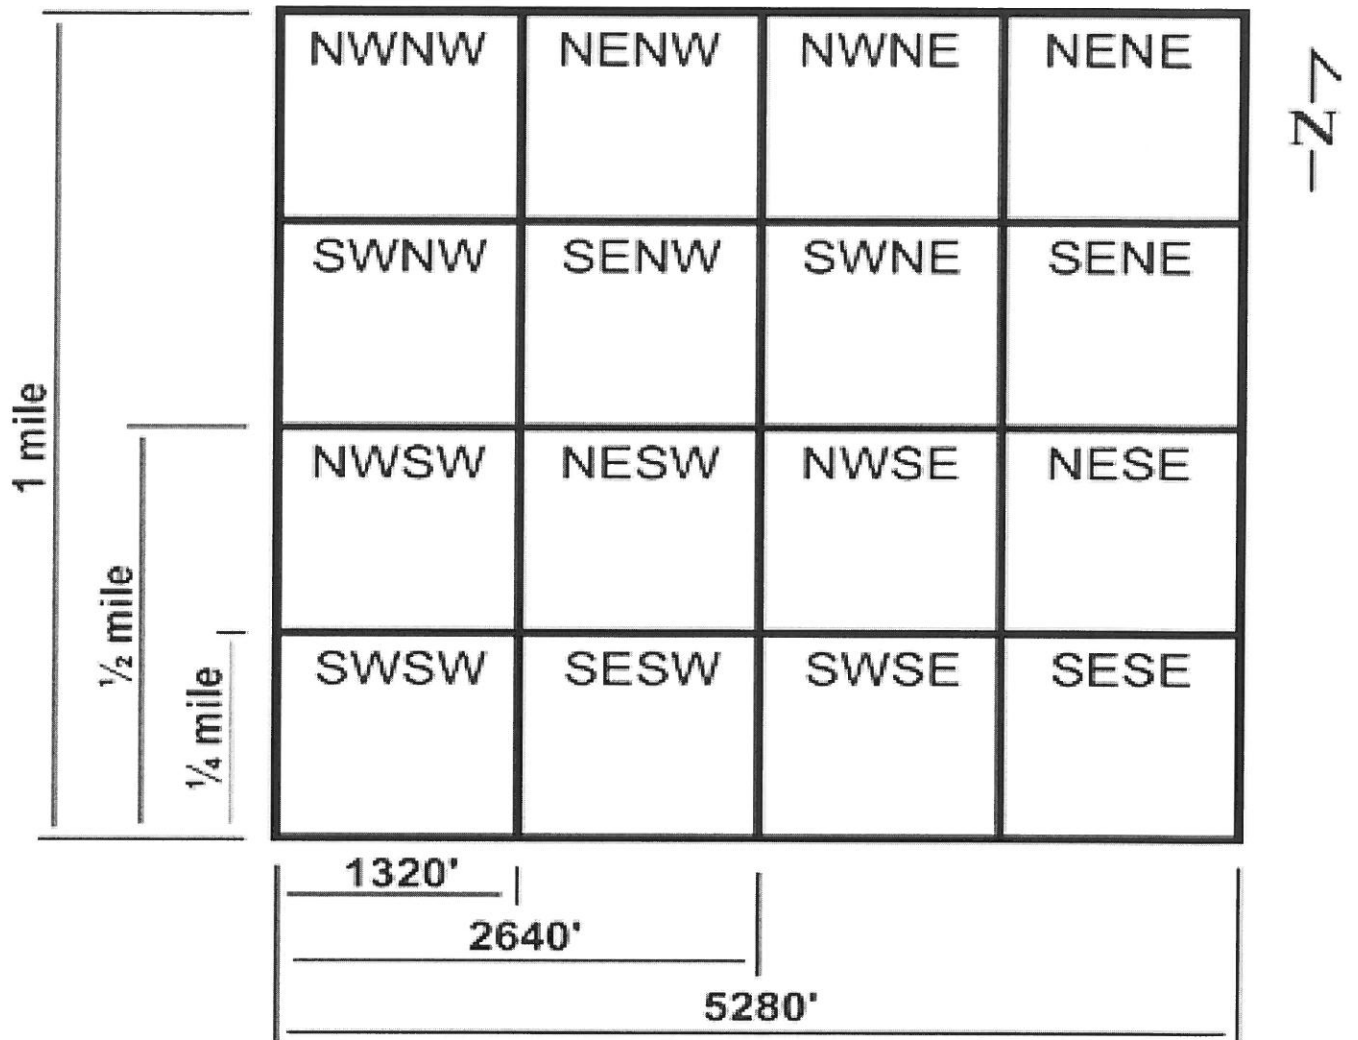 NWNW NENW NWNE NENE
–N–
SWNW SENW SWNE SENE
1 mile
NWSW NESW NWSE NESE
½ mile
SWSW SESW SWSE SESE
¼ mile
1320'
2640'
5280'